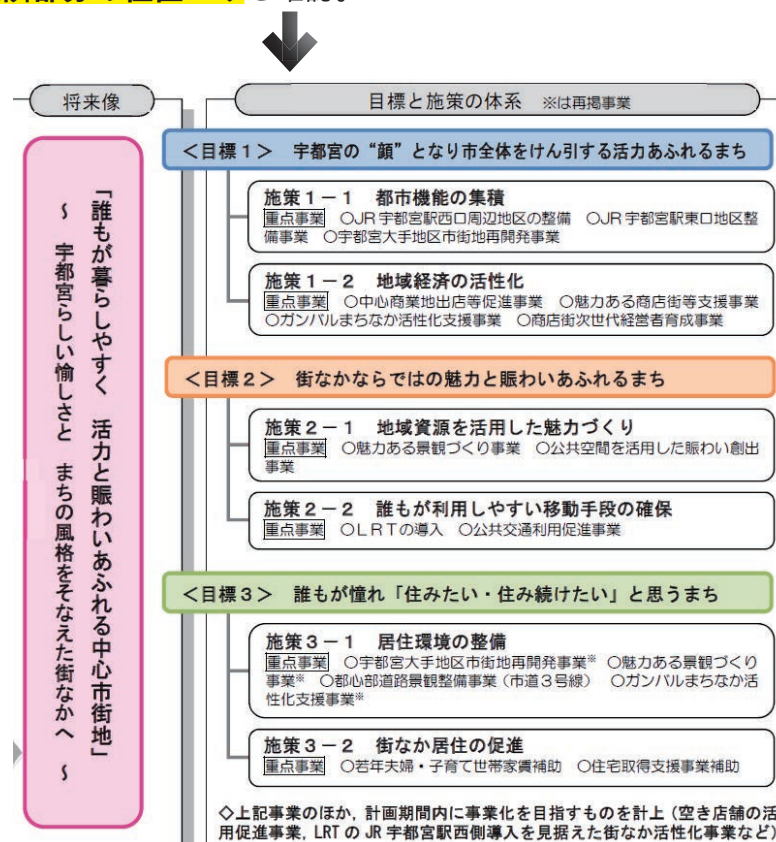 将来像
目標と施策の体系 ※は再掲事業
「誰もが暮らしやすく 活力と賑わいあふれる中心市街地」
~ 宇都宮らしい愉しさと まちの風格をそなえた街なかへ ~
<目標1> 宇都宮の“顔”となり市全体をけん引する活力あふれるまち
施策1-1 都市機能の集積
重点事業 ○JR宇都宮駅西口周辺地区の整備 ○JR宇都宮駅東口地区整
備事業 ○宇都宮大手地区市街地再開発事業
施策1-2 地域経済の活性化
重点事業 ○中心商業地出店等促進事業 ○魅力ある商店街等支援事業
○ガンバルまちなか活性化支援事業 ○商店街次世代経営者育成事業
<目標2> 街なかならではの魅力と賑わいあふれるまち
施策2-1 地域資源を活用した魅力づくり
重点事業 ○魅力ある景観づくり事業 ○公共空間を活用した賑わい創出
事業
施策2-2 誰もが利用しやすい移動手段の確保
重点事業 ○LRTの導入 ○公共交通利用促進事業
<目標3> 誰もが憧れ「住みたい・住み続けたい」と思うまち
施策3-1 居住環境の整備
重点事業 ○宇都宮大手地区市街地再開発事業※ ○魅力ある景観づくり
事業※ ○都心部道路景観整備事業(市道3号線) ○ガンバルまちなか活
性化支援事業※
施策3-2 街なか居住の促進
重点事業 ○若年夫婦・子育て世帯家賃補助 ○住宅取得支援事業補助
◇上記事業のほか,計画期間内に事業化を目指すものを計上(空き店舗の活
用促進事業,LRTのJR宇都宮駅西側導入を見据えた街なか活性化事業など)